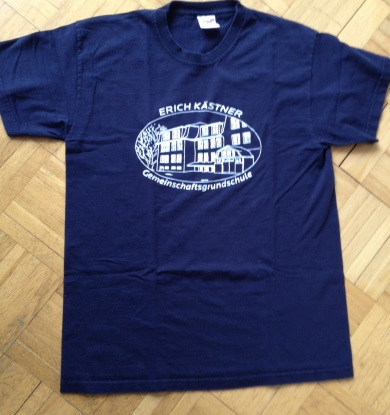 ERICH KÄSTNER
Gemeinschaftsgrundschule